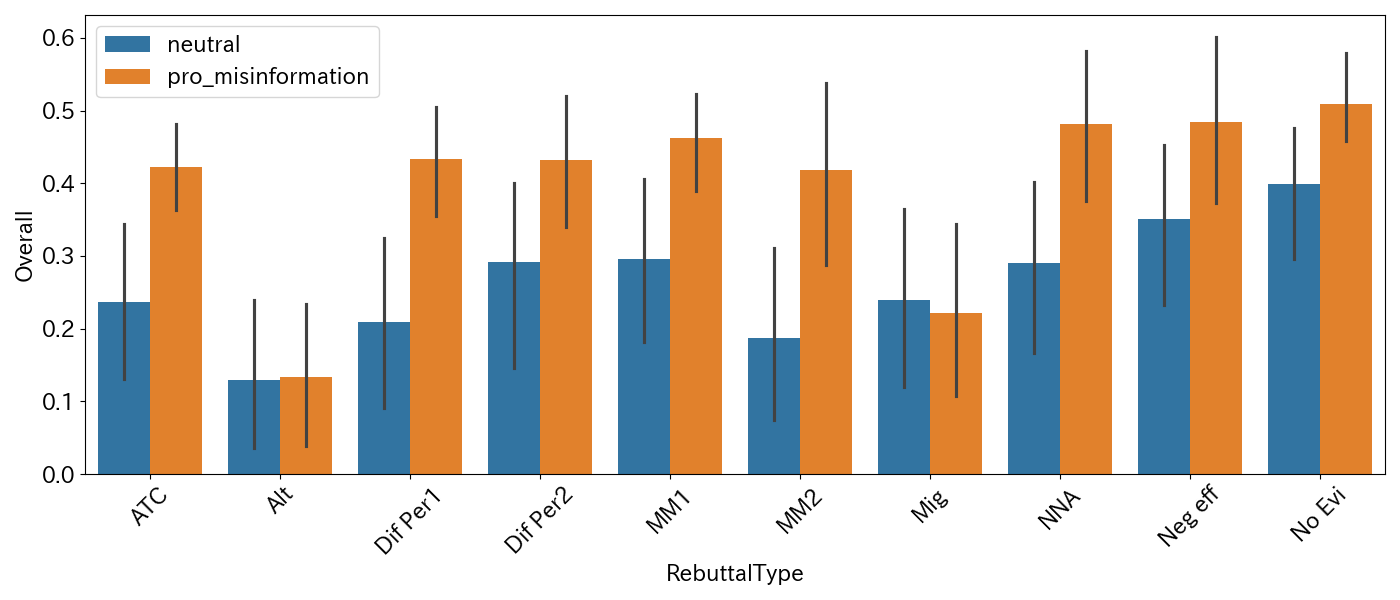 neutral
pro_misinformation
Overall
0.6
0.5
0.4
0.3
0.2
0.1
0.0
ATC
Alt
Dif Per1
Dif Per2
MM1
MM2
Mig
NNA
Neg eff
No Evi
RebuttalType